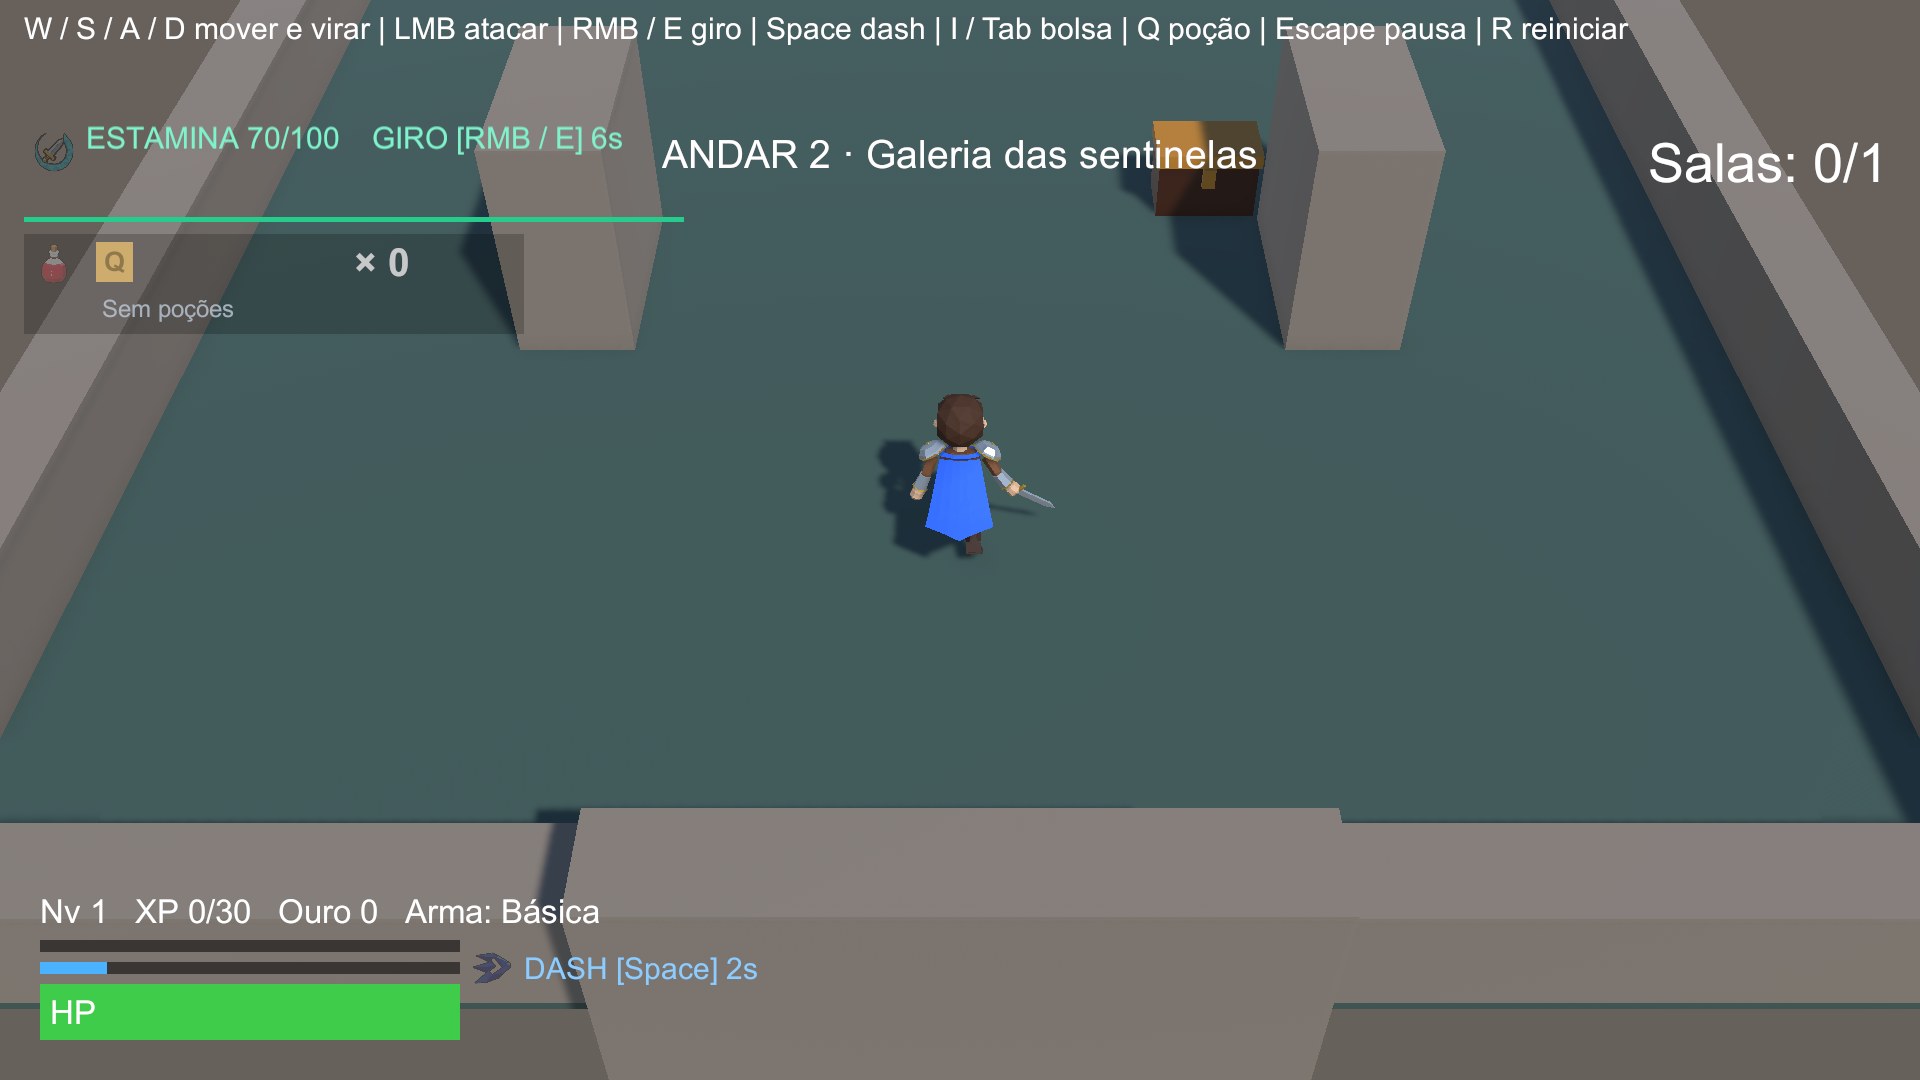 W / S / A / D mover e virar | LMB atacar | RMB / E giro | Space dash | I / Tab bolsa | Q poção | Escape pausa | R reiniciar
ESTAMINA 70/100 GIRO [RMB / E] 6s
ANDAR 2 · Galeria das sentinelas
Salas: 0/1
Q × 0
Sem poções
Nv 1 XP 0/30 Ouro 0 Arma: Básica
DASH [Space] 2s
HP